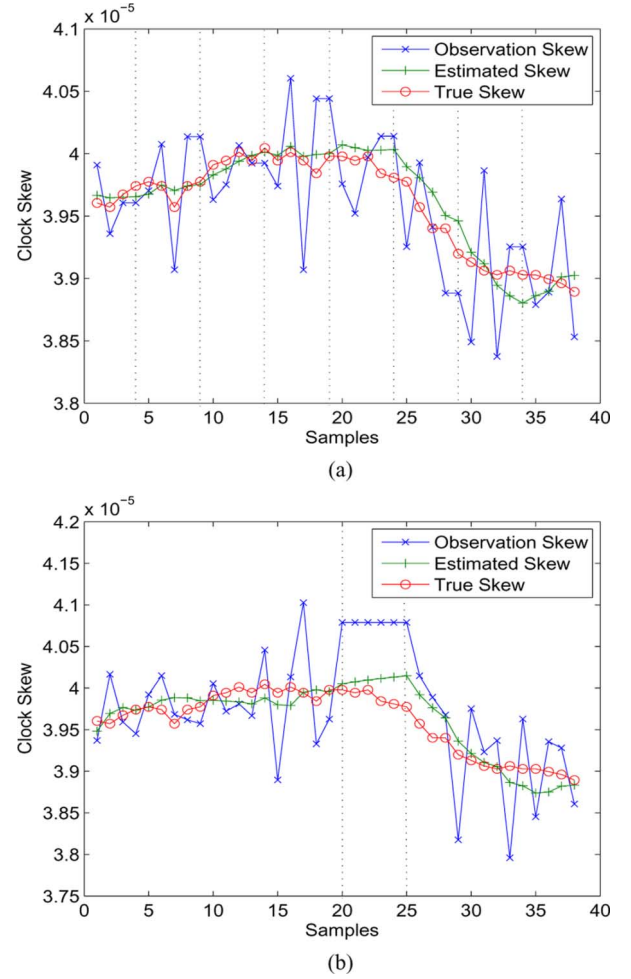 x 10⁻⁵
4.1
4.05
4
3.95
3.9
3.85
3.8
Clock Skew
Observation Skew
Estimated Skew
True Skew
0 5 10 15 20 25 30 35 40
Samples
(a)
x 10⁻⁵
4.2
4.15
4.1
4.05
4
3.95
3.9
3.85
3.8
3.75
Clock Skew
Observation Skew
Estimated Skew
True Skew
0 5 10 15 20 25 30 35 40
Samples
(b)